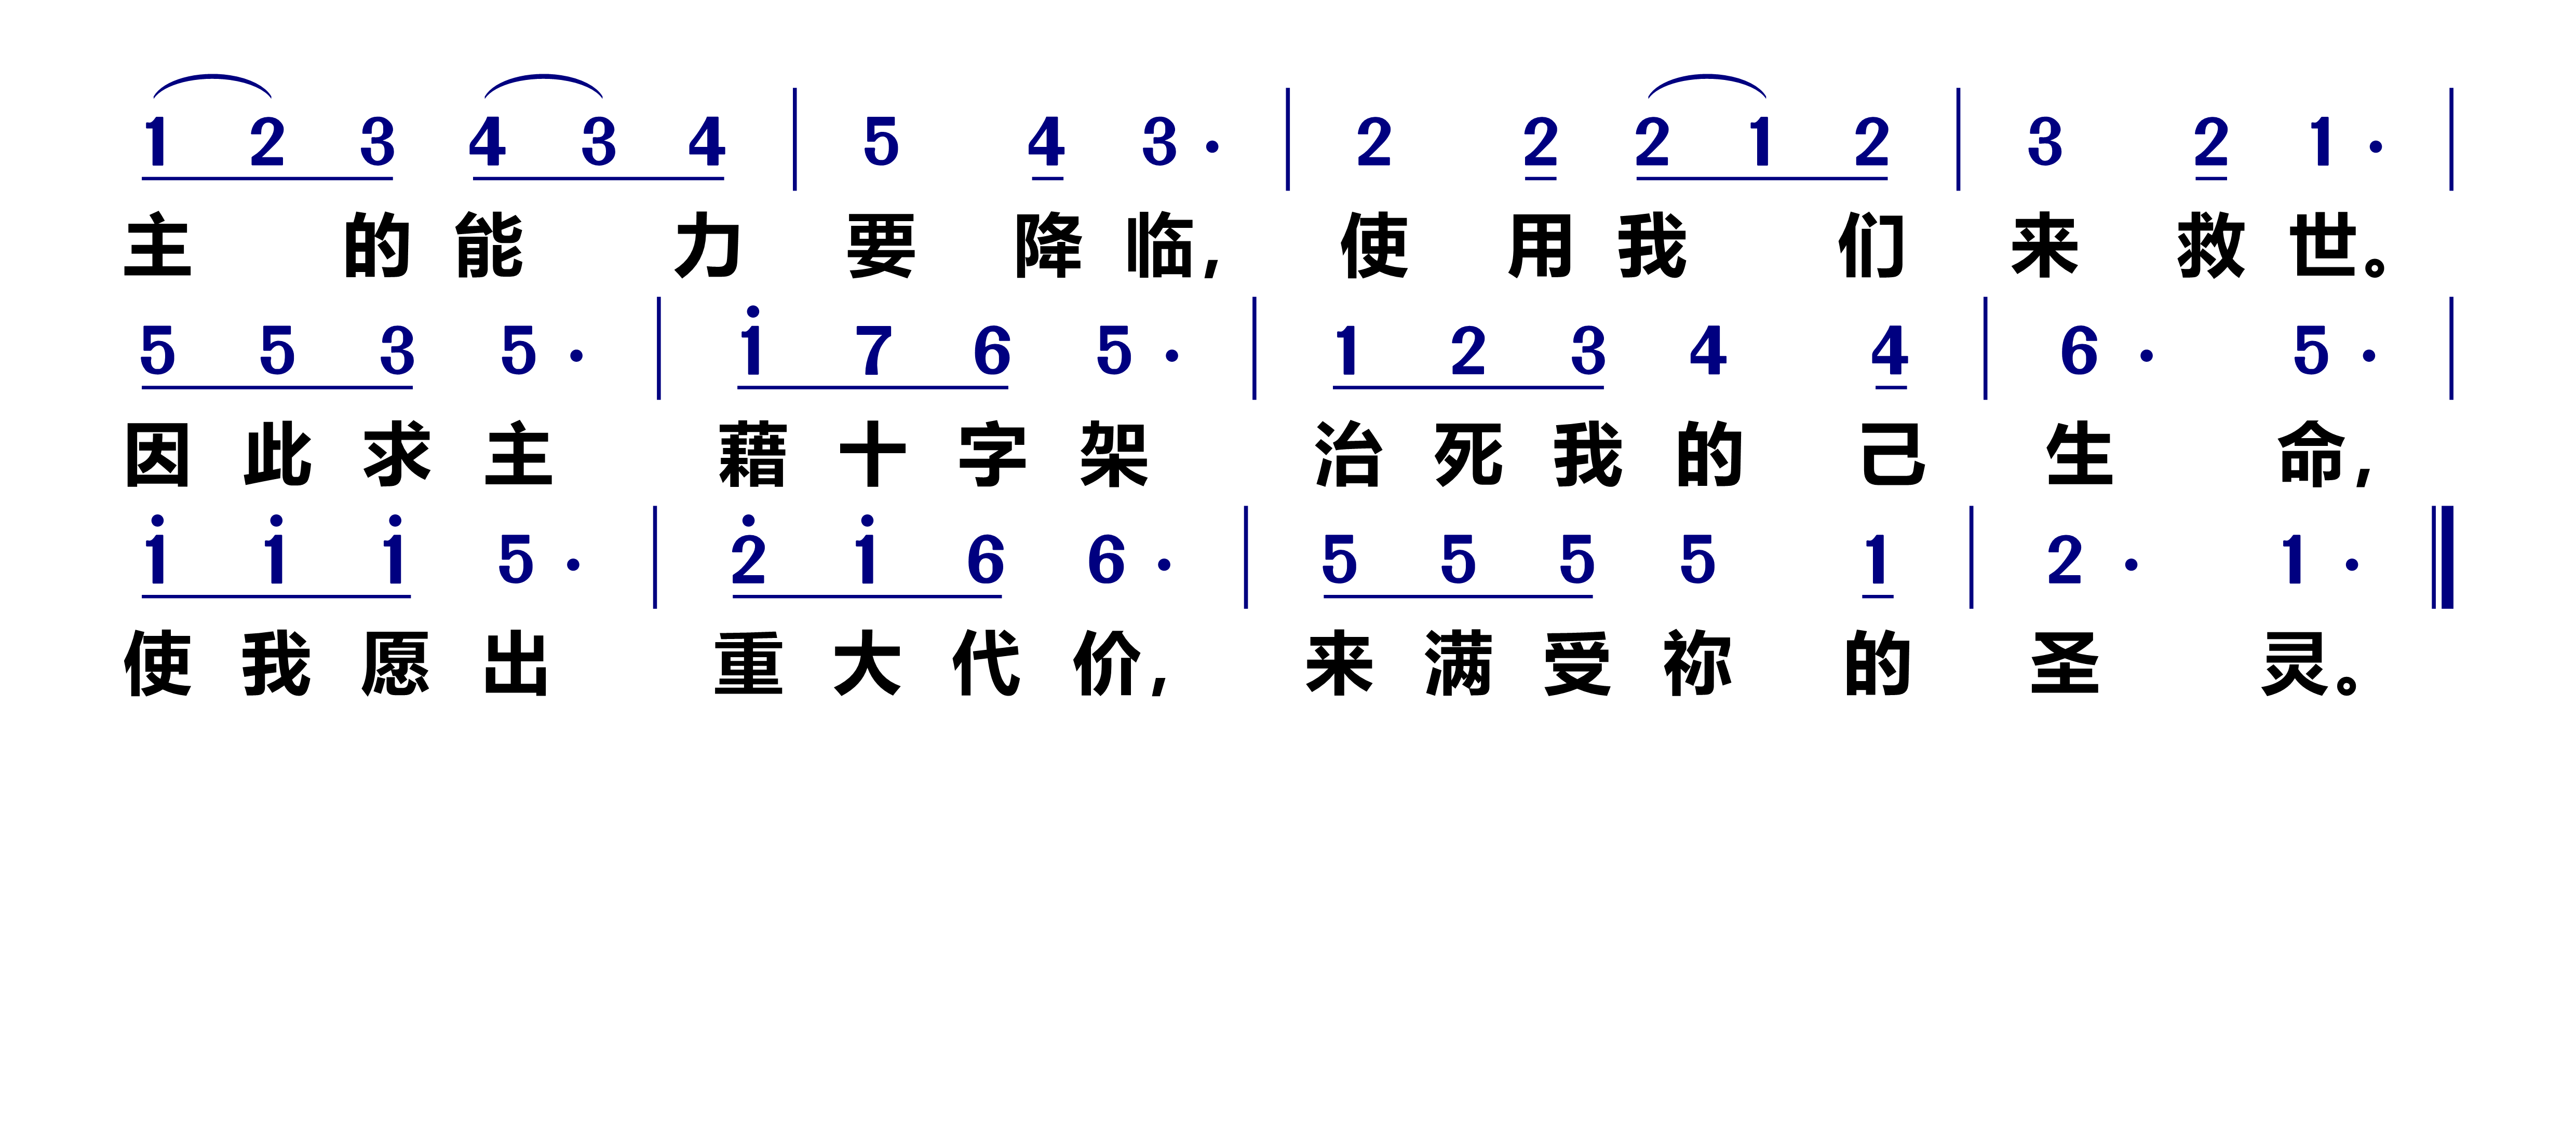 1 2 3 4 3 4 | 5 4 3 · | 2 2 2 1 2 | 3 2 1 · |
主 的 能 力 要 降 临, 使 用 我 们 来 救 世。
5 5 3 5 · | i 7 6 5 · | 1 2 3 4 4 | 6 · 5 · |
因 此 求 主 藉 十 字 架 治 死 我 的 己 生 命,
i i i 5 · | 2̇ i 6 6 · | 5 5 5 5 1 | 2 · 1 · ‖
使 我 愿 出 重 大 代 价, 来 满 受 祢 的 圣 灵。